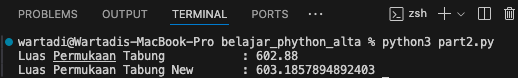 PROBLEMS OUTPUT TERMINAL PORTS ... zsh
wartadi@Wartadis-MacBook-Pro belajar_phython_alta % python3 part2.py
Luas Permukaan Tabung : 602.88
Luas Permukaan Tabung New : 603.1857894892403